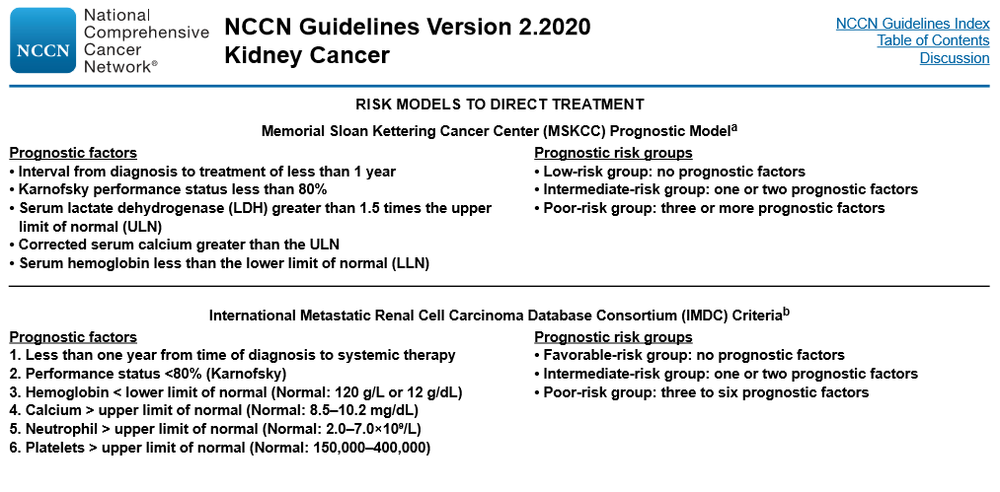 National
Comprehensive
NCCN Cancer
Network®
NCCN Guidelines Version 2.2020
Kidney Cancer
NCCN Guidelines Index
Table of Contents
Discussion
RISK MODELS TO DIRECT TREATMENT
Memorial Sloan Kettering Cancer Center (MSKCC) Prognostic Modelᵃ
Prognostic factors
• Interval from diagnosis to treatment of less than 1 year
• Karnofsky performance status less than 80%
• Serum lactate dehydrogenase (LDH) greater than 1.5 times the upper
limit of normal (ULN)
• Corrected serum calcium greater than the ULN
• Serum hemoglobin less than the lower limit of normal (LLN)
Prognostic risk groups
• Low-risk group: no prognostic factors
• Intermediate-risk group: one or two prognostic factors
• Poor-risk group: three or more prognostic factors
International Metastatic Renal Cell Carcinoma Database Consortium (IMDC) Criteriaᵇ
Prognostic factors
1. Less than one year from time of diagnosis to systemic therapy
2. Performance status <80% (Karnofsky)
3. Hemoglobin < lower limit of normal (Normal: 120 g/L or 12 g/dL)
4. Calcium > upper limit of normal (Normal: 8.5–10.2 mg/dL)
5. Neutrophil > upper limit of normal (Normal: 2.0–7.0×10⁹/L)
6. Platelets > upper limit of normal (Normal: 150,000–400,000)
Prognostic risk groups
• Favorable-risk group: no prognostic factors
• Intermediate-risk group: one or two prognostic factors
• Poor-risk group: three to six prognostic factors